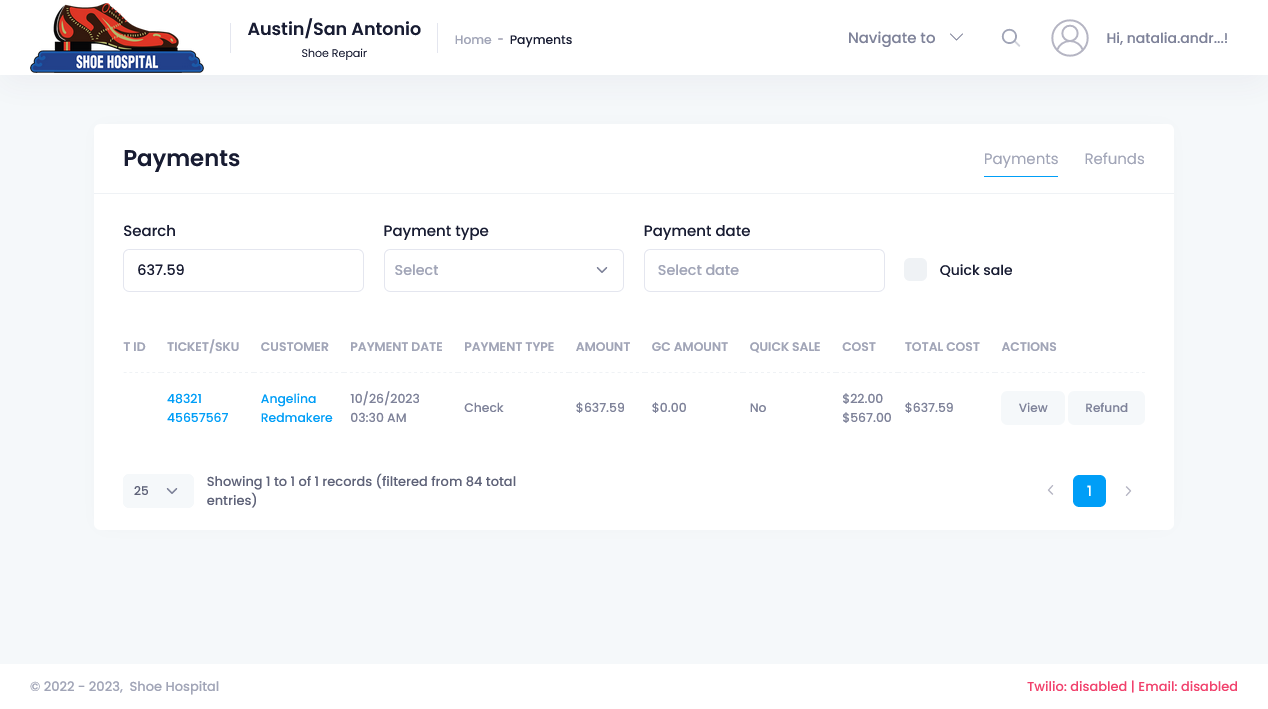 SHOE HOSPITAL
Austin/San Antonio
Shoe Repair
Home - Payments
Navigate to
Hi, natalia.andr...!
Payments
Payments Refunds
Search
Payment type
Payment date
637.59
Select
Select date
Quick sale
T ID TICKET/SKU CUSTOMER PAYMENT DATE PAYMENT TYPE AMOUNT GC AMOUNT QUICK SALE COST TOTAL COST ACTIONS
48321
45657567
Angelina
Redmakere
10/26/2023
03:30 AM
Check
$637.59
$0.00
No
$22.00
$567.00
$637.59
View
Refund
25
Showing 1 to 1 of 1 records (filtered from 84 total
entries)
1
© 2022 - 2023, Shoe Hospital
Twilio: disabled | Email: disabled